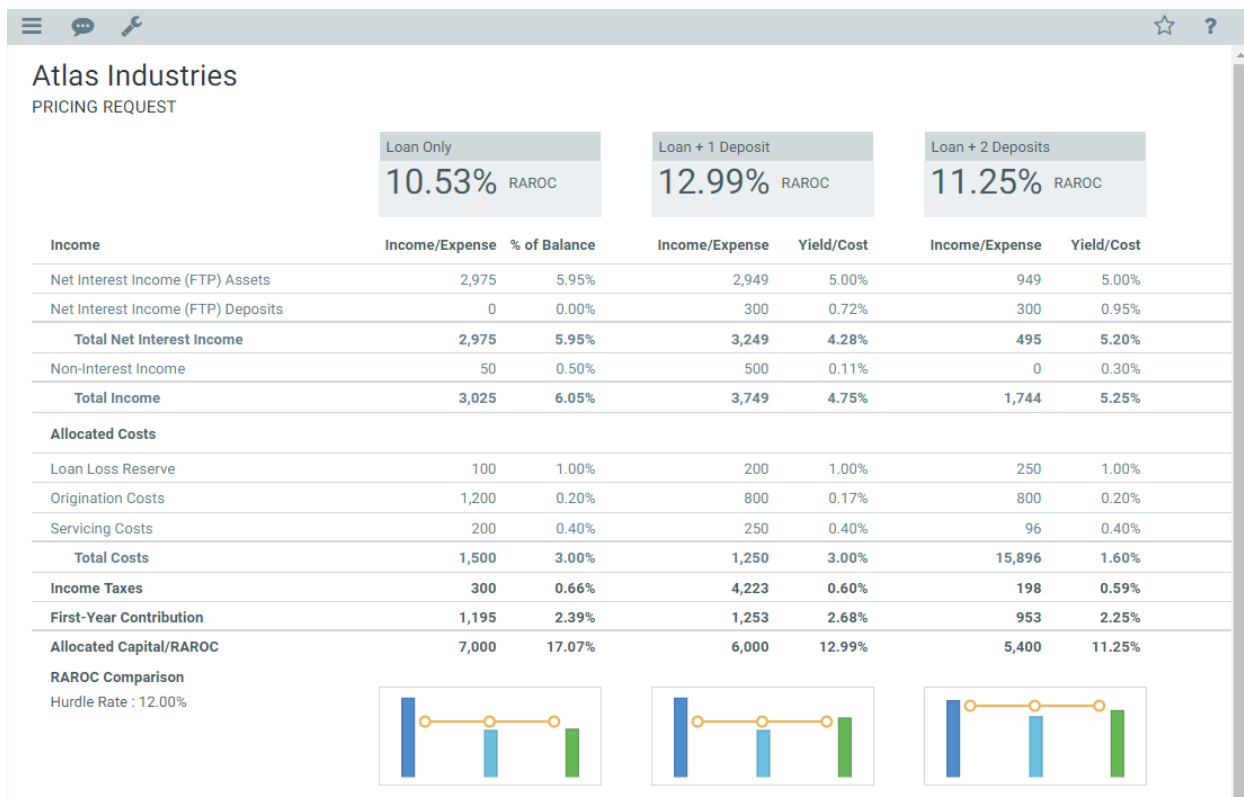 ?
Atlas Industries
PRICING REQUEST
Loan Only Loan + 1 Deposit Loan + 2 Deposits
10.53% RAROC 12.99% RAROC 11.25% RAROC
Income Income/Expense % of Balance Income/Expense Yield/Cost Income/Expense Yield/Cost
Net Interest Income (FTP) Assets 2,975 5.95% 2,949 5.00% 949 5.00%
Net Interest Income (FTP) Deposits 0 0.00% 300 0.72% 300 0.95%
Total Net Interest Income 2,975 5.95% 3,249 4.28% 495 5.20%
Non-Interest Income 50 0.50% 500 0.11% 0 0.30%
Total Income 3,025 6.05% 3,749 4.75% 1,744 5.25%
Allocated Costs
Loan Loss Reserve 100 1.00% 200 1.00% 250 1.00%
Origination Costs 1,200 0.20% 800 0.17% 800 0.20%
Servicing Costs 200 0.40% 250 0.40% 96 0.40%
Total Costs 1,500 3.00% 1,250 3.00% 15,896 1.60%
Income Taxes 300 0.66% 4,223 0.60% 198 0.59%
First-Year Contribution 1,195 2.39% 1,253 2.68% 953 2.25%
Allocated Capital/RAROC 7,000 17.07% 6,000 12.99% 5,400 11.25%
RAROC Comparison
Hurdle Rate : 12.00%